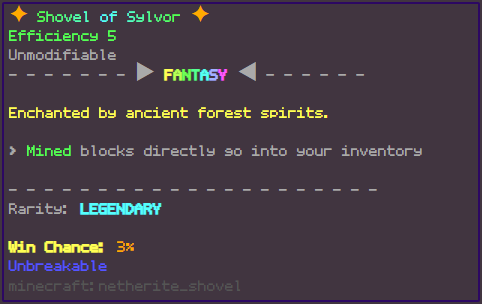 ✦ Shovel of Sylvor ✦
Efficiency 5
Unmodifiable
- - - - - - - ▶ FANTASY ◀ - - - - - -
Enchanted by ancient forest spirits.
> Mined blocks directly go into your inventory
- - - - - - - - - - - - - - - - - - - - - -
Rarity: LEGENDARY
Win Chance: 3%
Unbreakable
minecraft:netherite_shovel